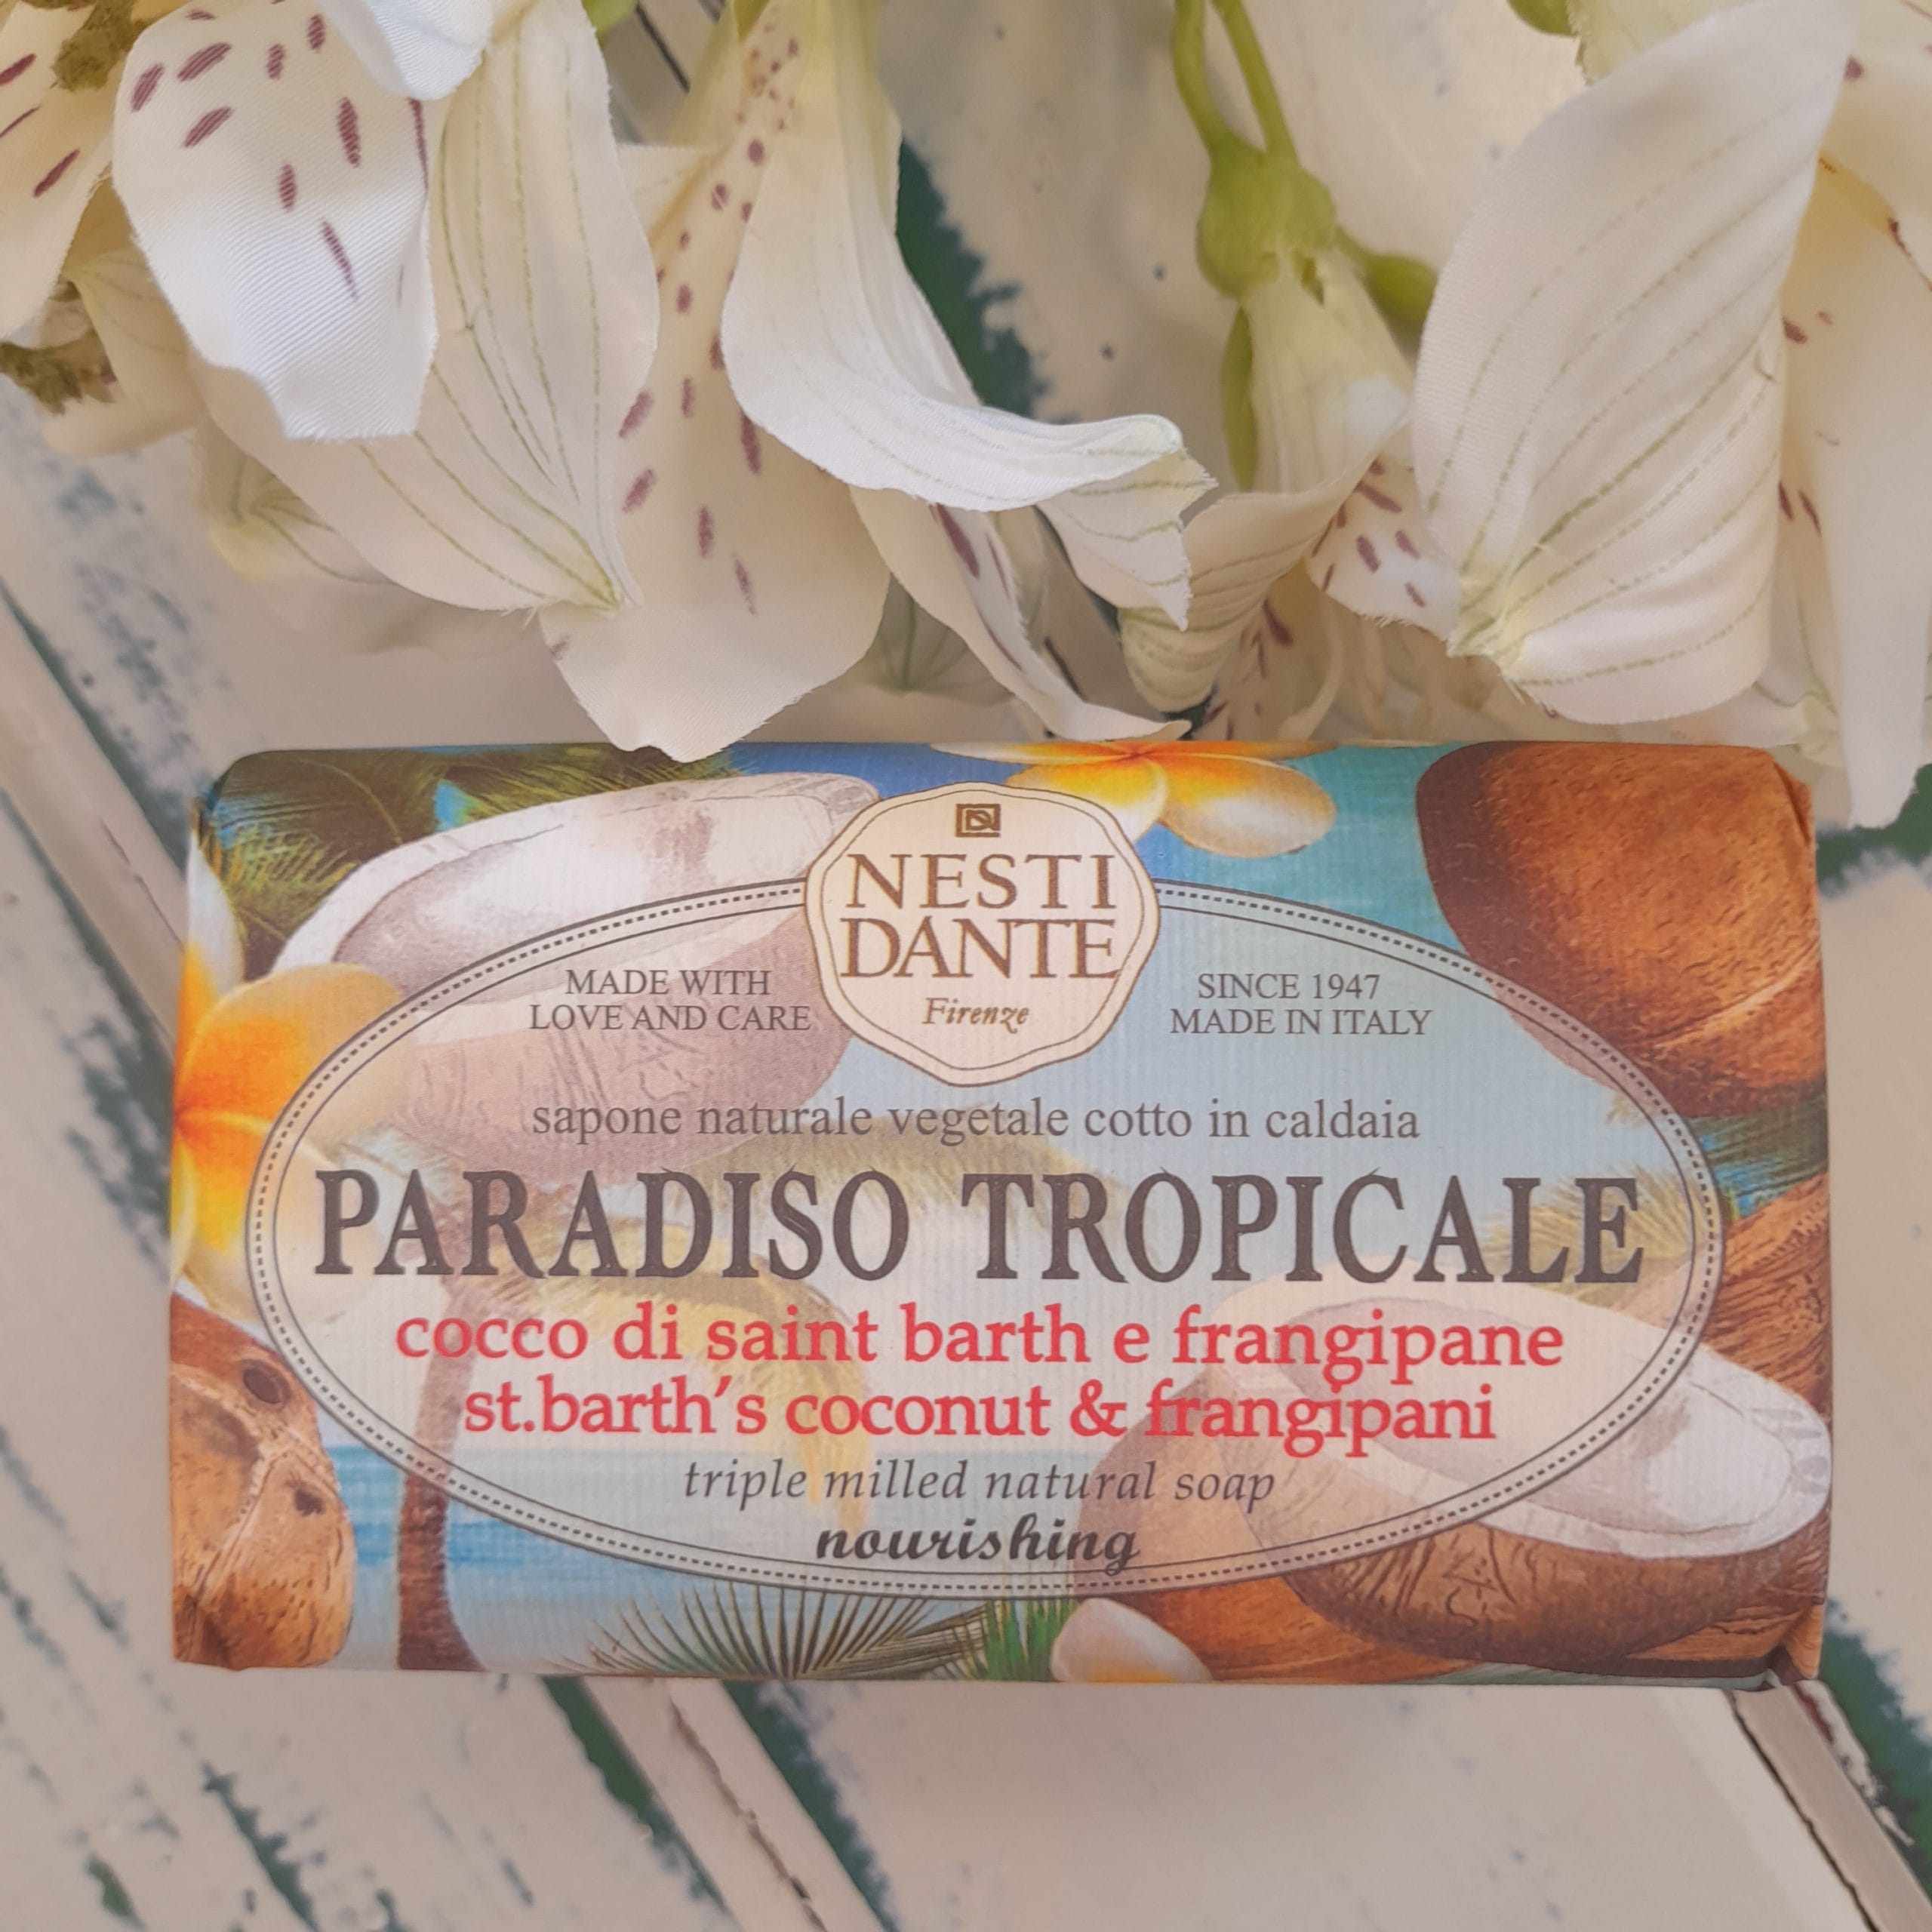 NESTI
DANTE
Firenze
MADE WITH
LOVE AND CARE
SINCE 1947
MADE IN ITALY
sapone naturale vegetale cotto in caldaia
PARADISO TROPICALE
cocco di saint barth e frangipane
st.barth's coconut & frangipani
triple milled natural soap
nourishing